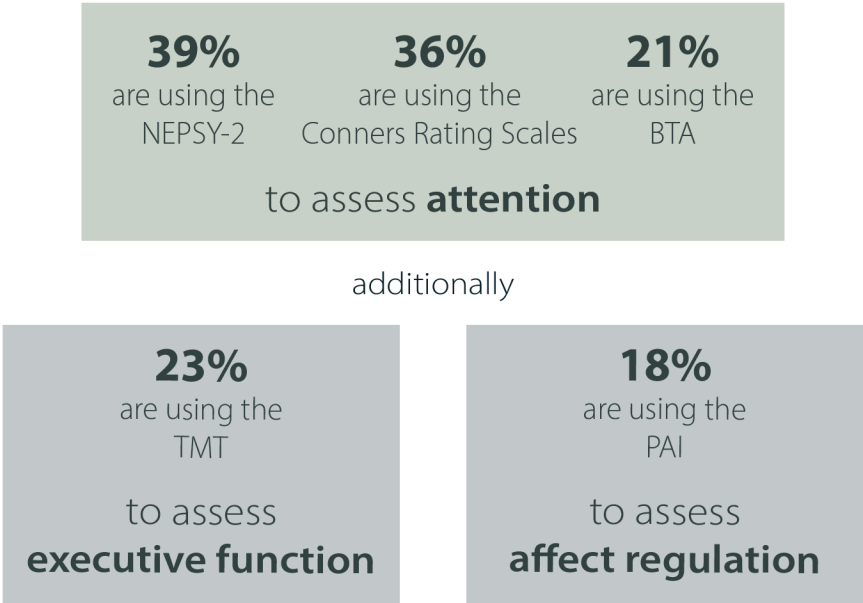 39%
are using the
NEPSY-2
36%
are using the
Conners Rating Scales
21%
are using the
BTA
to assess attention
additionally
23%
are using the
TMT
to assess
executive function
18%
are using the
PAI
to assess
affect regulation